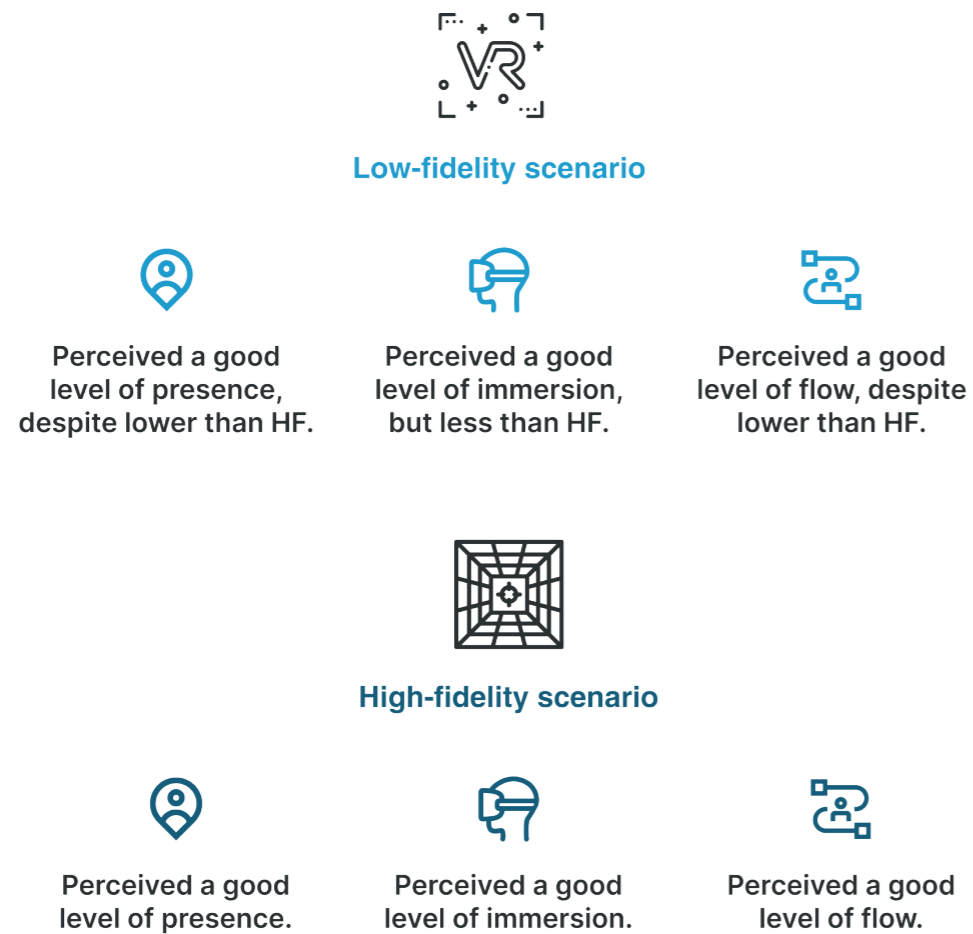 VR
Low-fidelity scenario
Perceived a good
level of presence,
despite lower than HF.
Perceived a good
level of immersion,
but less than HF.
Perceived a good
level of flow, despite
lower than HF.
High-fidelity scenario
Perceived a good
level of presence.
Perceived a good
level of immersion.
Perceived a good
level of flow.